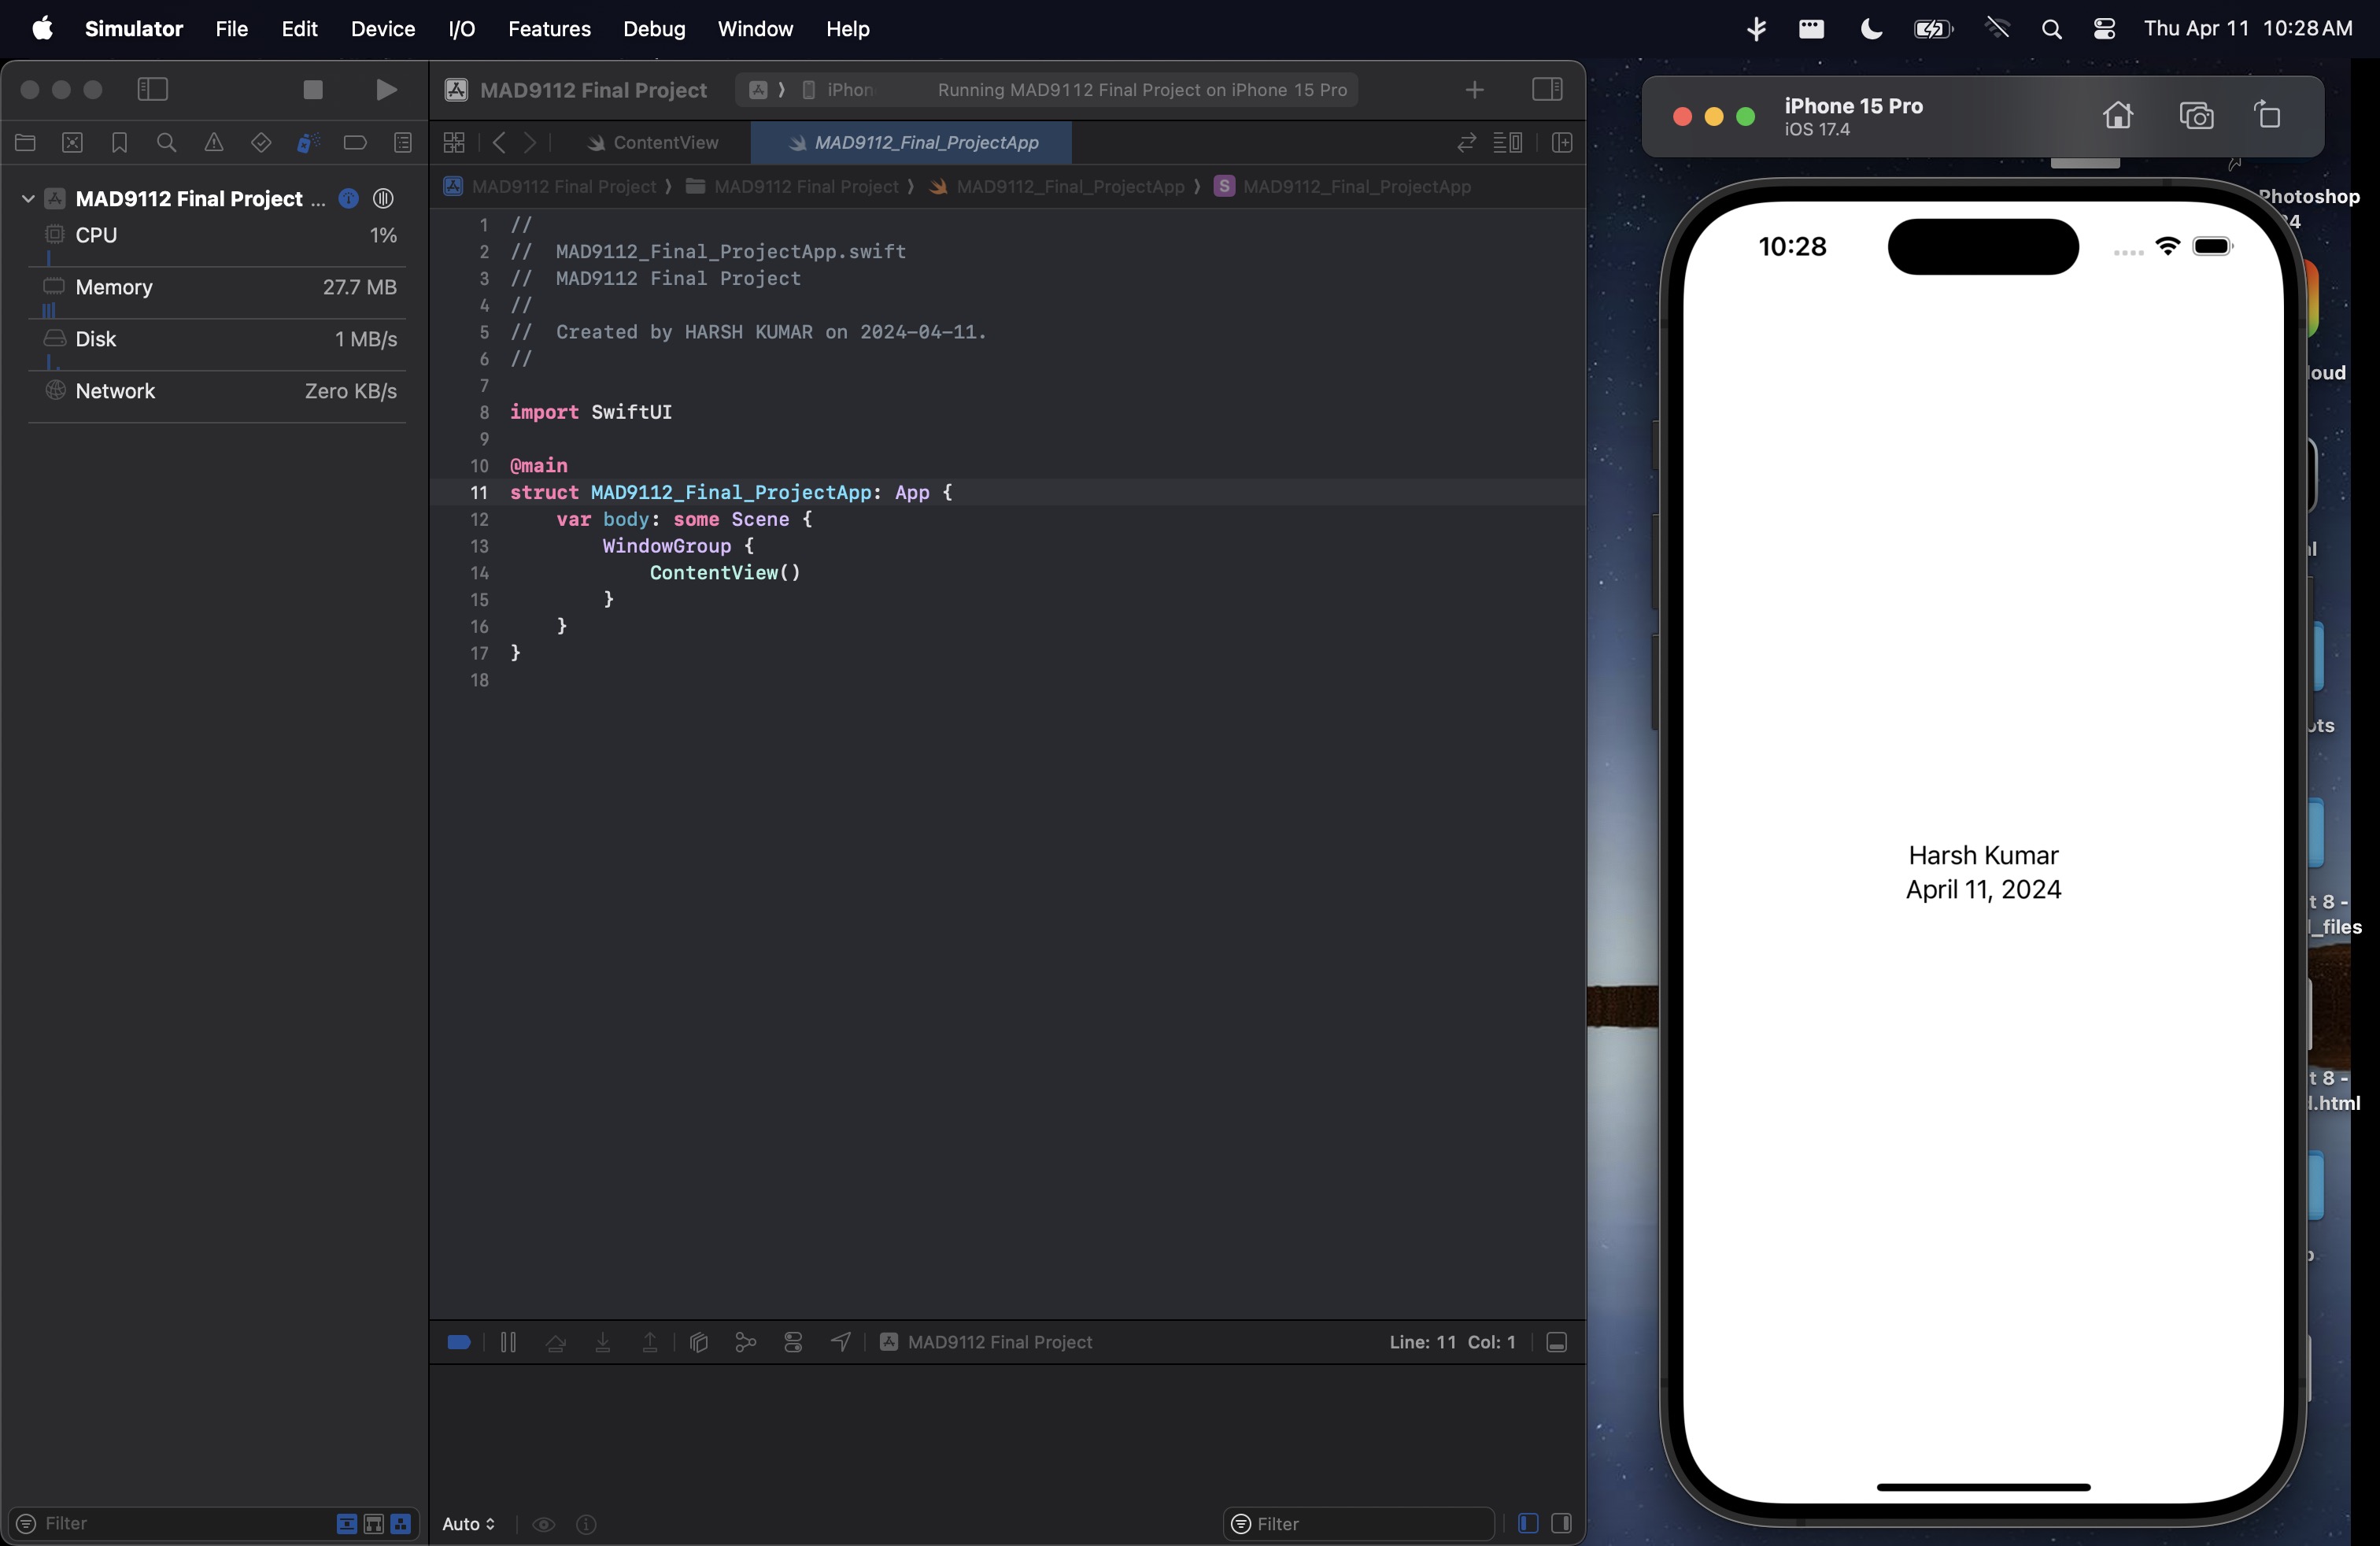 Simulator File Edit Device I/O Features Debug Window Help Thu Apr 11 10:28 AM
MAD9112 Final Project iPhon Running MAD9112 Final Project on iPhone 15 Pro
ContentView MAD9112_Final_ProjectApp
MAD9112 Final Project MAD9112 Final Project MAD9112_Final_ProjectApp S MAD9112_Final_ProjectApp
MAD9112 Final Project ...
CPU 1%
Memory 27.7 MB
Disk 1 MB/s
Network Zero KB/s
1 //
2 // MAD9112_Final_ProjectApp.swift
3 // MAD9112 Final Project
4 //
5 // Created by HARSH KUMAR on 2024-04-11.
6 //
7
8 import SwiftUI
9
10 @main
11 struct MAD9112_Final_ProjectApp: App {
12 var body: some Scene {
13 WindowGroup {
14 ContentView()
15 }
16 }
17 }
18
MAD9112 Final Project Line: 11 Col: 1
Filter
Auto Filter
iPhone 15 Pro
iOS 17.4
10:28
Harsh Kumar
April 11, 2024
Photoshop
loud
t 8 -
_files
t 8 -
.html